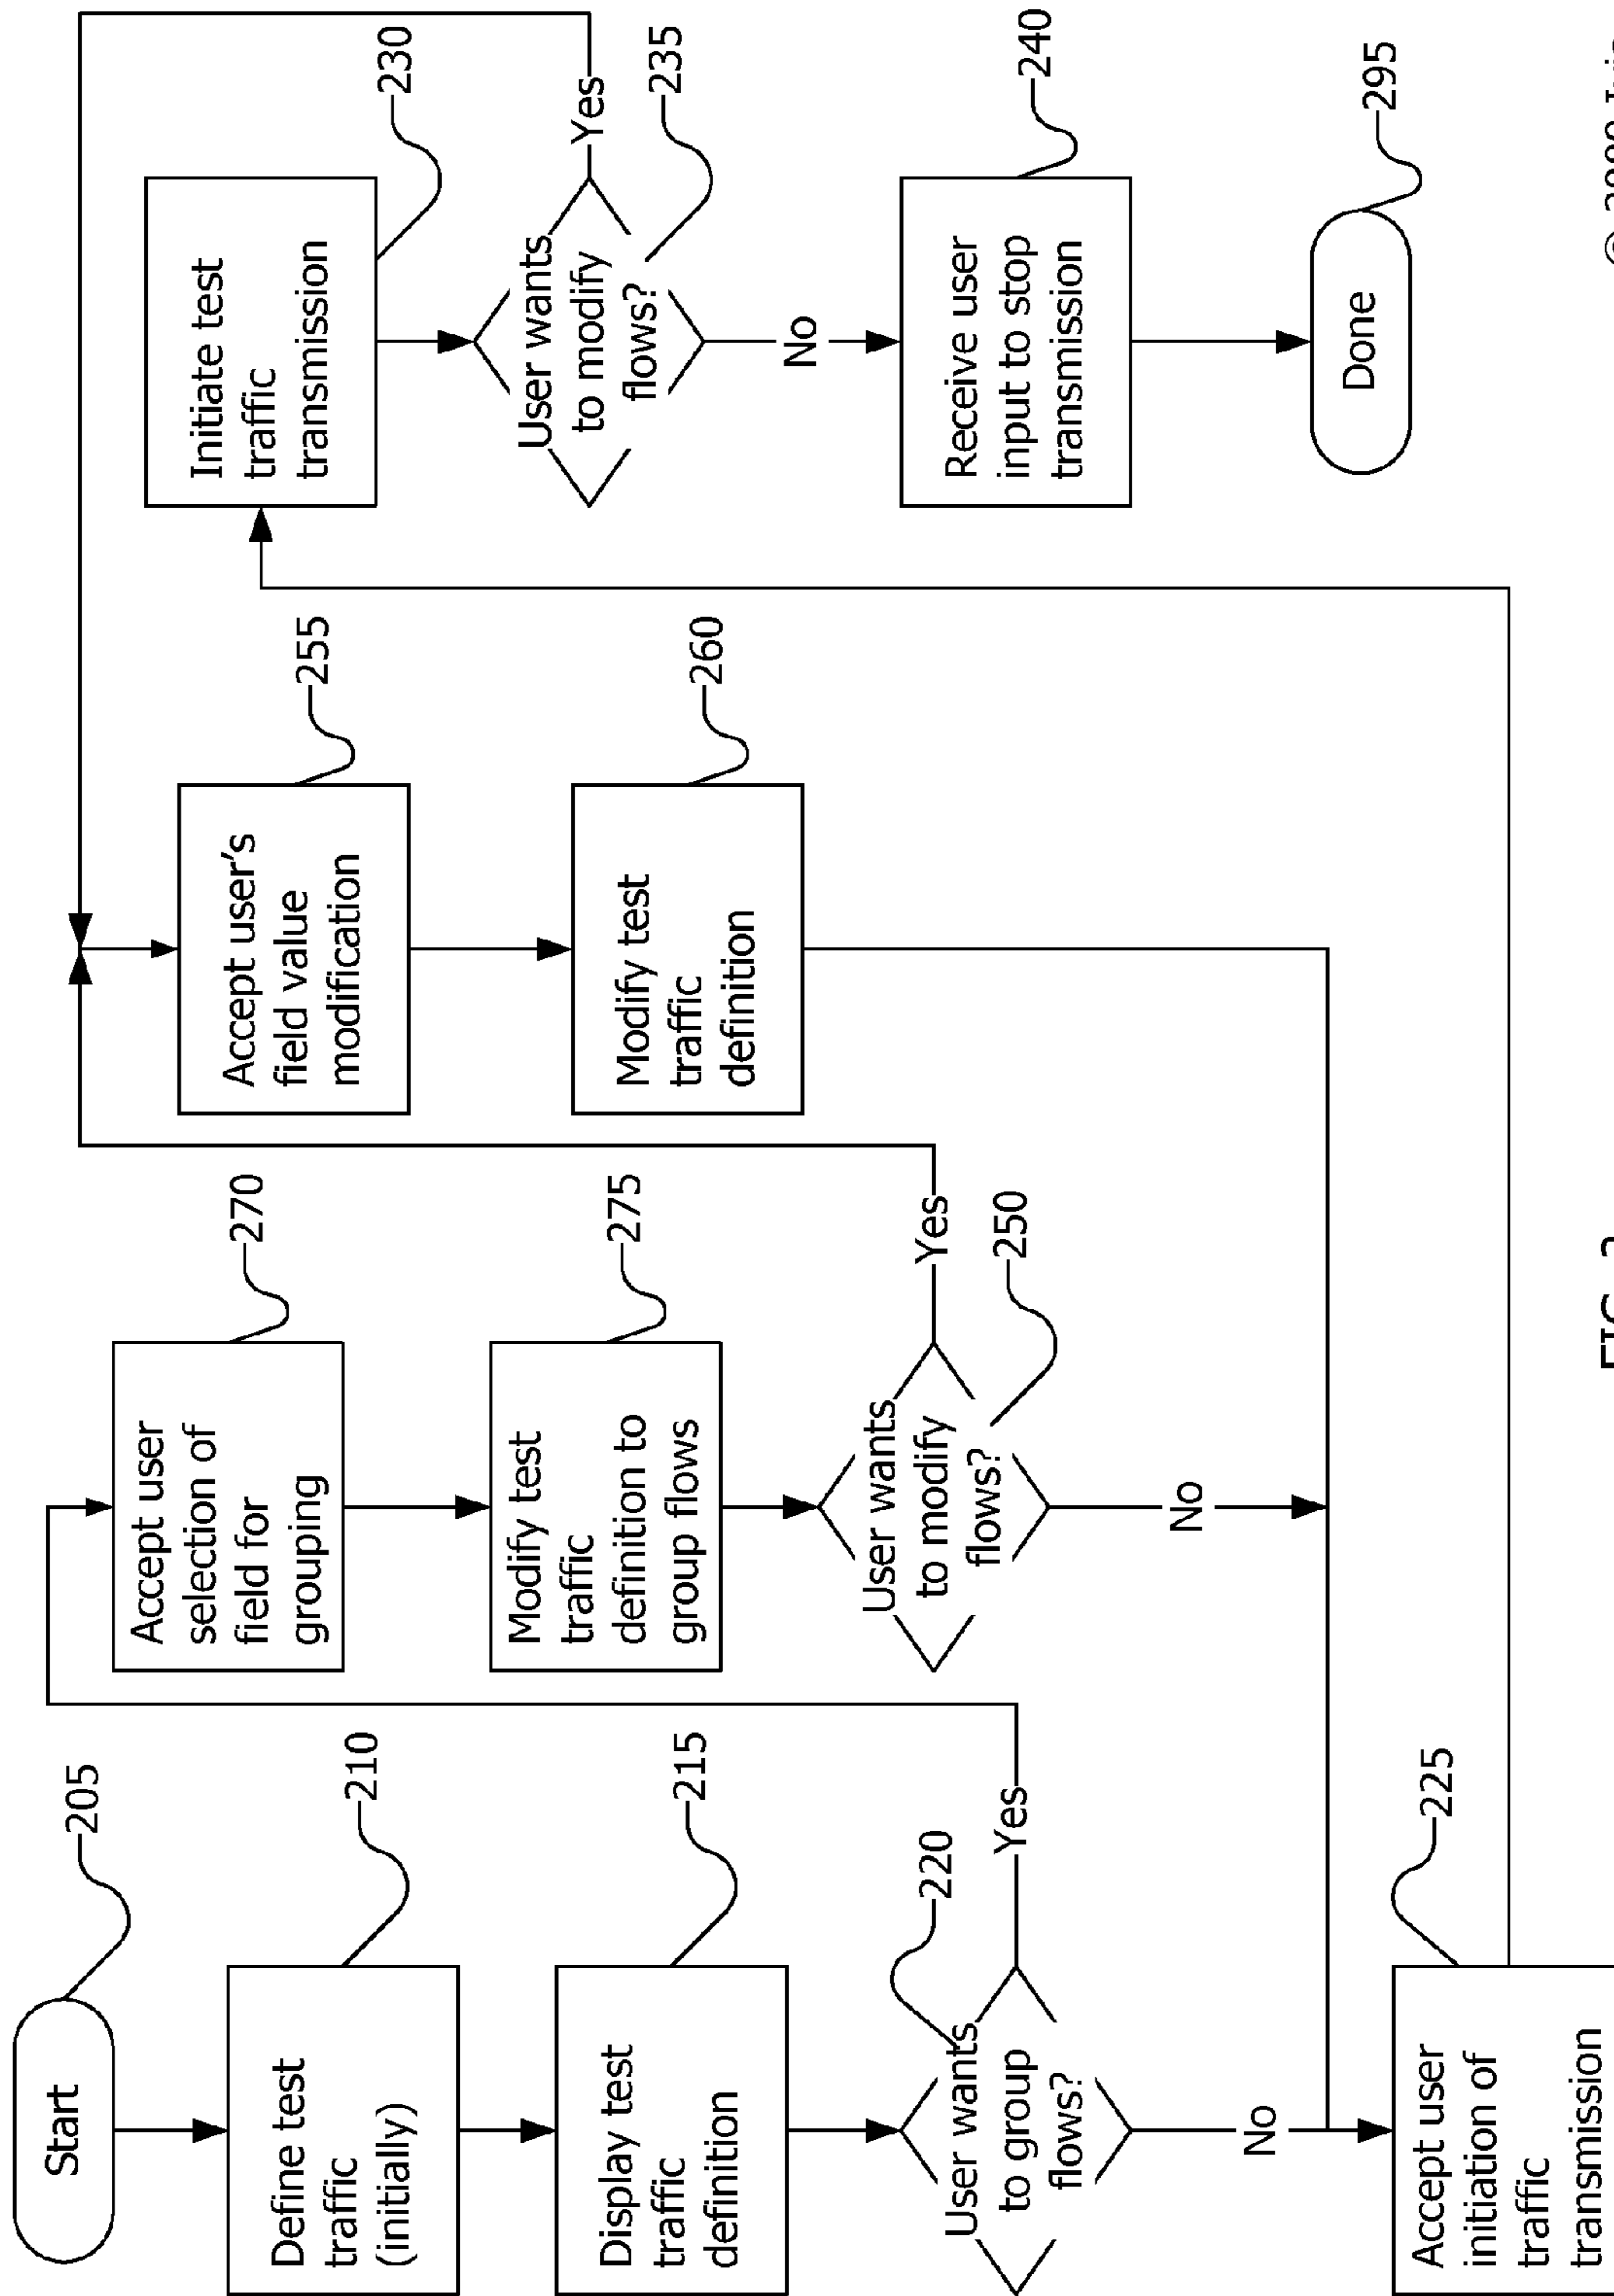 Start
205
Define test
traffic
(initially)
210
Display test
traffic
definition
215
User wants
to group
flows?
220
Yes
No
Accept user
initiation of
traffic
transmission
225
Accept user
selection of
field for
grouping
270
Modify test
traffic
definition to
group flows
275
User wants
to modify
flows?
250
Yes
No
Accept user's
field value
modification
255
Modify test
traffic
definition
260
Initiate test
traffic
transmission
230
User wants
to modify
flows?
235
Yes
No
Receive user
input to stop
transmission
240
Done
295
FIG.
©